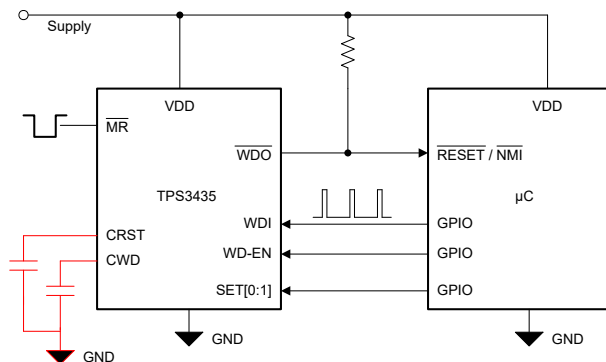 Supply
VDD
VDD
MR
WDO
RESET / NMI
TPS3435
µC
WDI
GPIO
CRST
WD-EN
GPIO
CWD
SET[0:1]
GPIO
GND
GND
GND